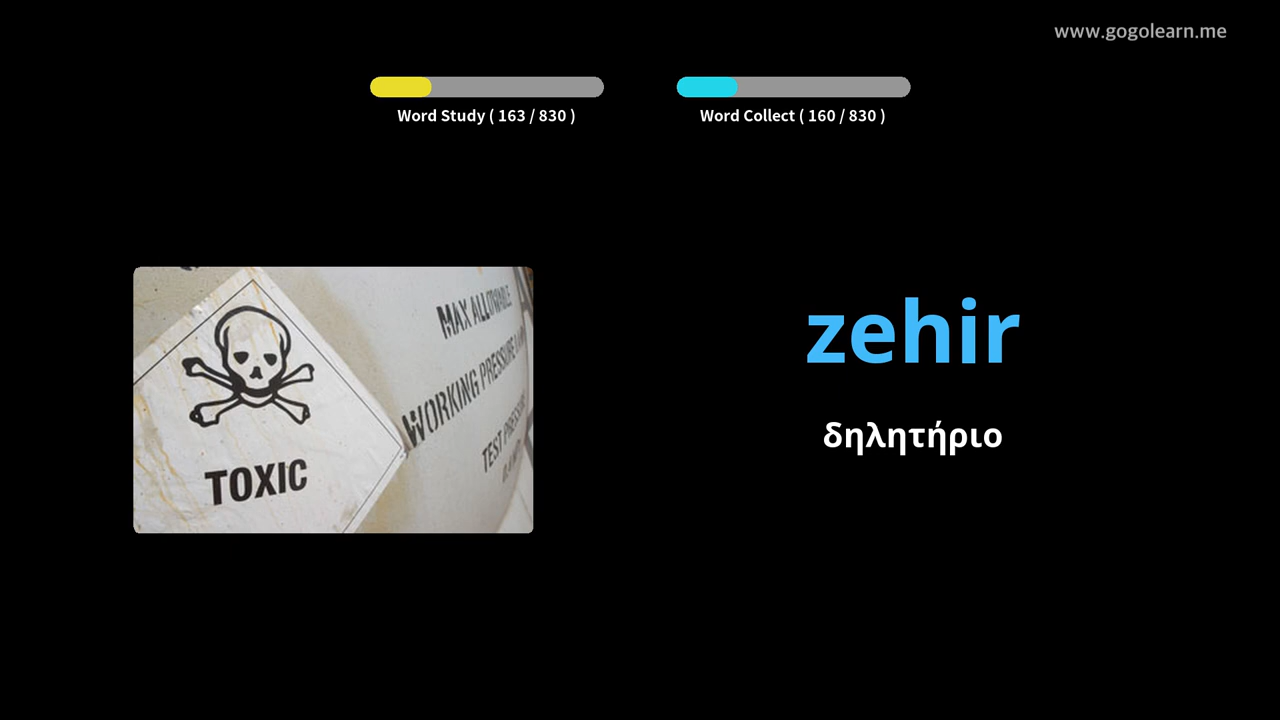 www.gogolearn.me
Word Study ( 163 / 830 )
Word Collect ( 160 / 830 )
MAX ALLOWABLE
WORKING PRESSURE
TEST PRESSURE
TOXIC
zehir
δηλητήριο